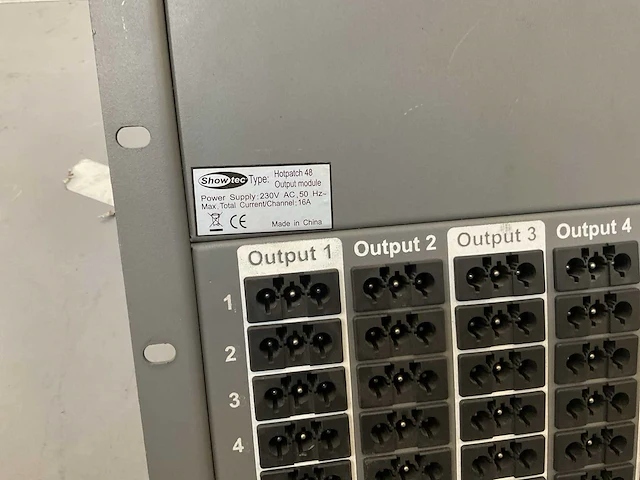 Showtec Type: Hotpatch 48
Output module
Power Supply: 230V AC, 50 Hz~
Max. Total Current/Channel: 16A
CE Made in China
Output 1 Output 2 Output 3 Output 4
1
2
3
4